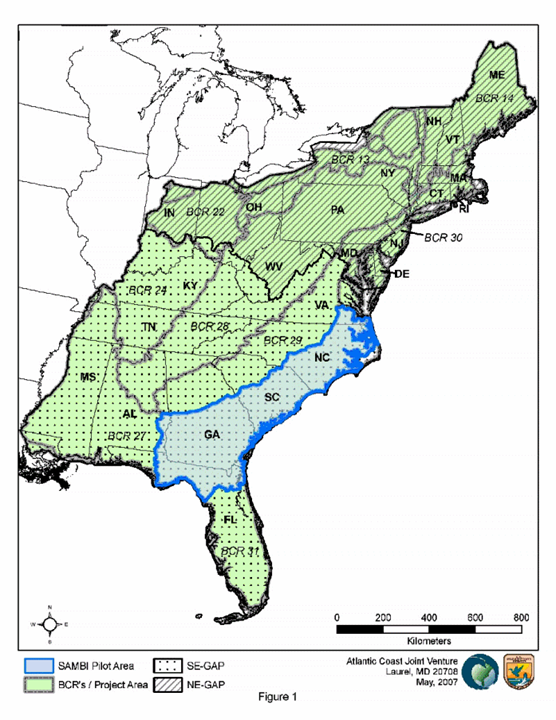 ME
BCR 14
NH
VT
BCR 13
MA
NY
CT
RI
OH
IN
BCR 22
PA
BCR 30
NJ
MD
WV
DE
KY
BCR 24
VA
TN
BCR 28
BCR 29
NC
MS
SC
AL
GA
BCR 27
FL
BCR 31
N
W
E
S
0
200
400
600
800
Kilometers
SAMBI Pilot Area
SE-GAP
BCR's / Project Area
NE-GAP
Atlantic Coast Joint Venture
Laurel, MD 20708
May, 2007
Figure 1